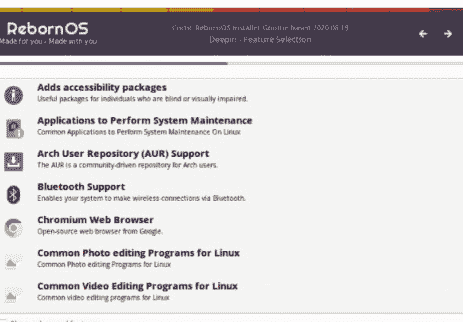 RebornOS
Made for you - Made with you
Deepin - Feature Selection
Adds accessibility packages
Useful packages for individuals who are blind or visually impaired.
Applications to Perform System Maintenance
Common Applications to Perform System Maintenance On Linux
Arch User Repository (AUR) Support
The AUR is a community-driven repository for Arch users.
Bluetooth Support
Enables your system to make wireless connections via Bluetooth.
Chromium Web Browser
Open-source web browser from Google.
Common Photo editing Programs for Linux
Common Photo editing Programs for Linux
Common Video Editing Programs for Linux
Common video editing programs for Linux